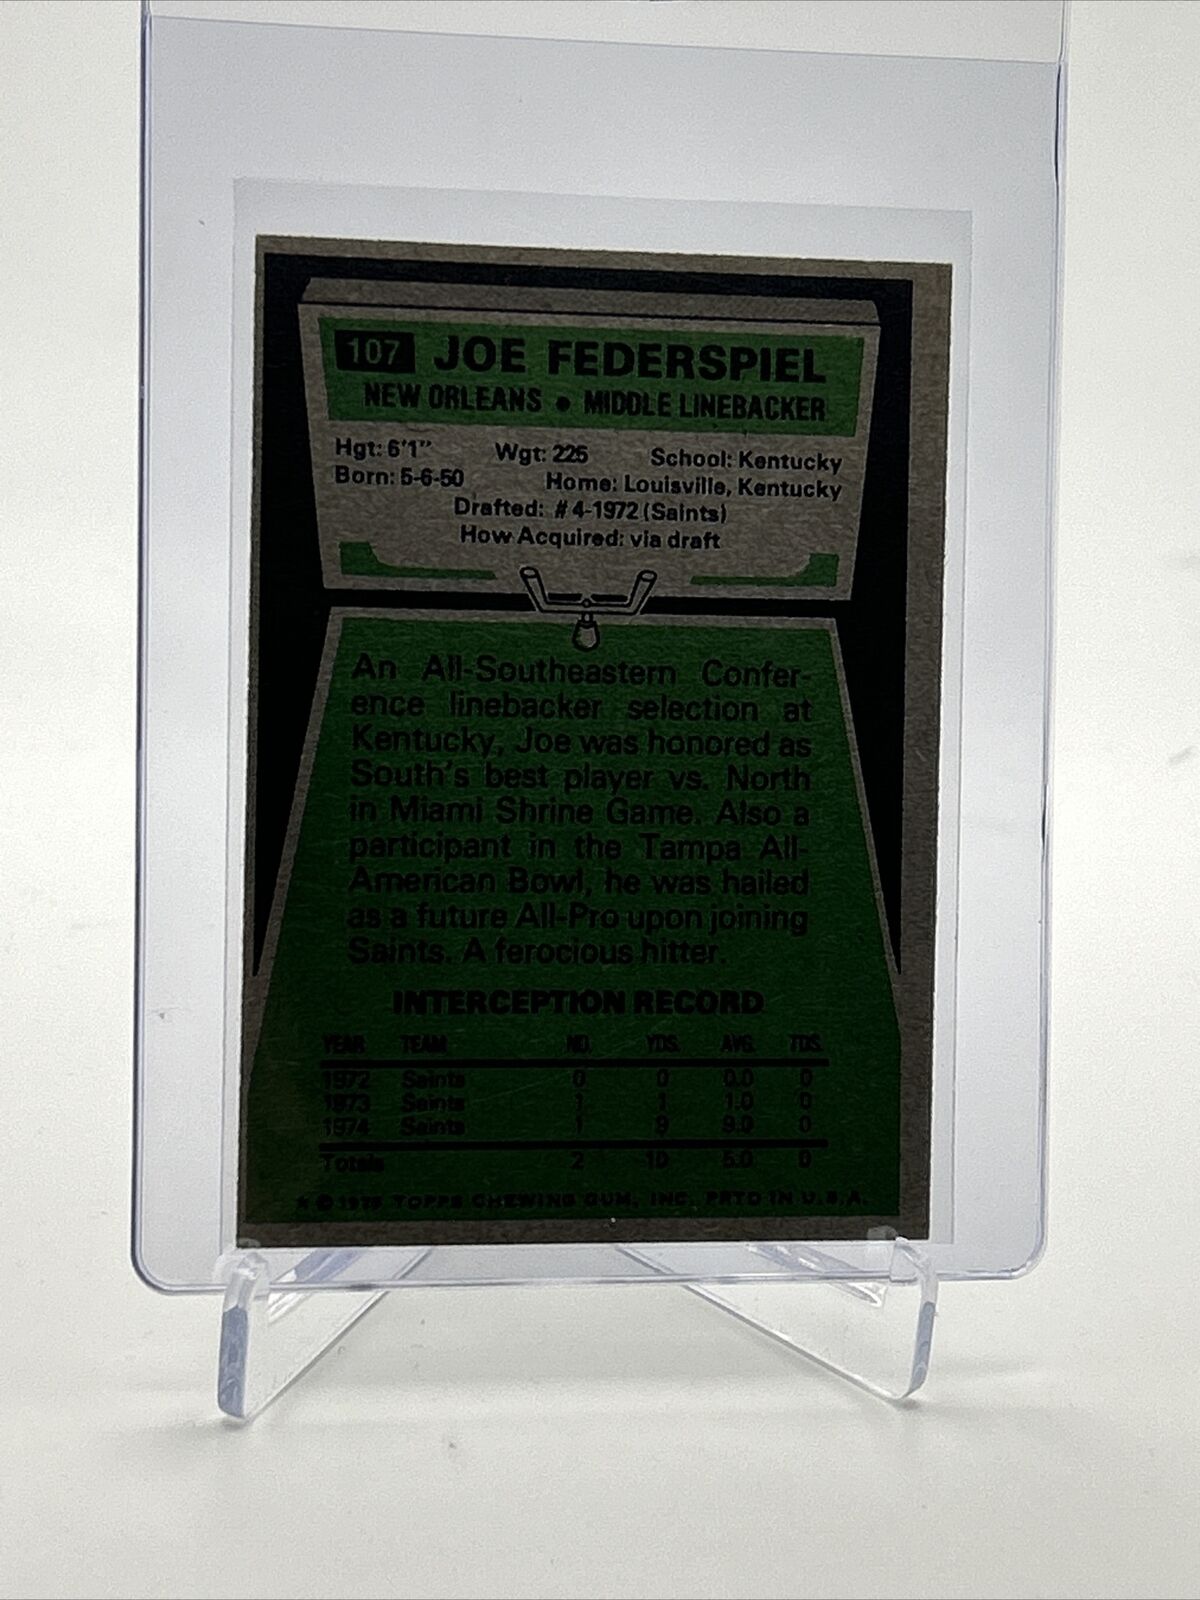 107 JOE FEDERSPIEL
NEW ORLEANS • MIDDLE LINEBACKER
Hgt: 6'1" Wgt: 225 School: Kentucky
Born: 5-6-50 Home: Louisville, Kentucky
Drafted: #4-1972 (Saints)
How Acquired: via draft
An All-Southeastern Confer-
ence linebacker selection at
Kentucky, Joe was honored as
South's best player vs. North
in Miami Shrine Game. Also a
participant in the Tampa All-
American Bowl, he was hailed
as a future All-Pro upon joining
Saints. A ferocious hitter.
INTERCEPTION RECORD
YEAR TEAM NO. YDS. AVG. TDS.
1972 Saints 0 0 0.0 0
1973 Saints 1 1 1.0 0
1974 Saints 1 9 9.0 0
Totals 2 10 5.0 0
* © 1975 TOPPS CHEWING GUM, INC. PRTD IN U.S.A.